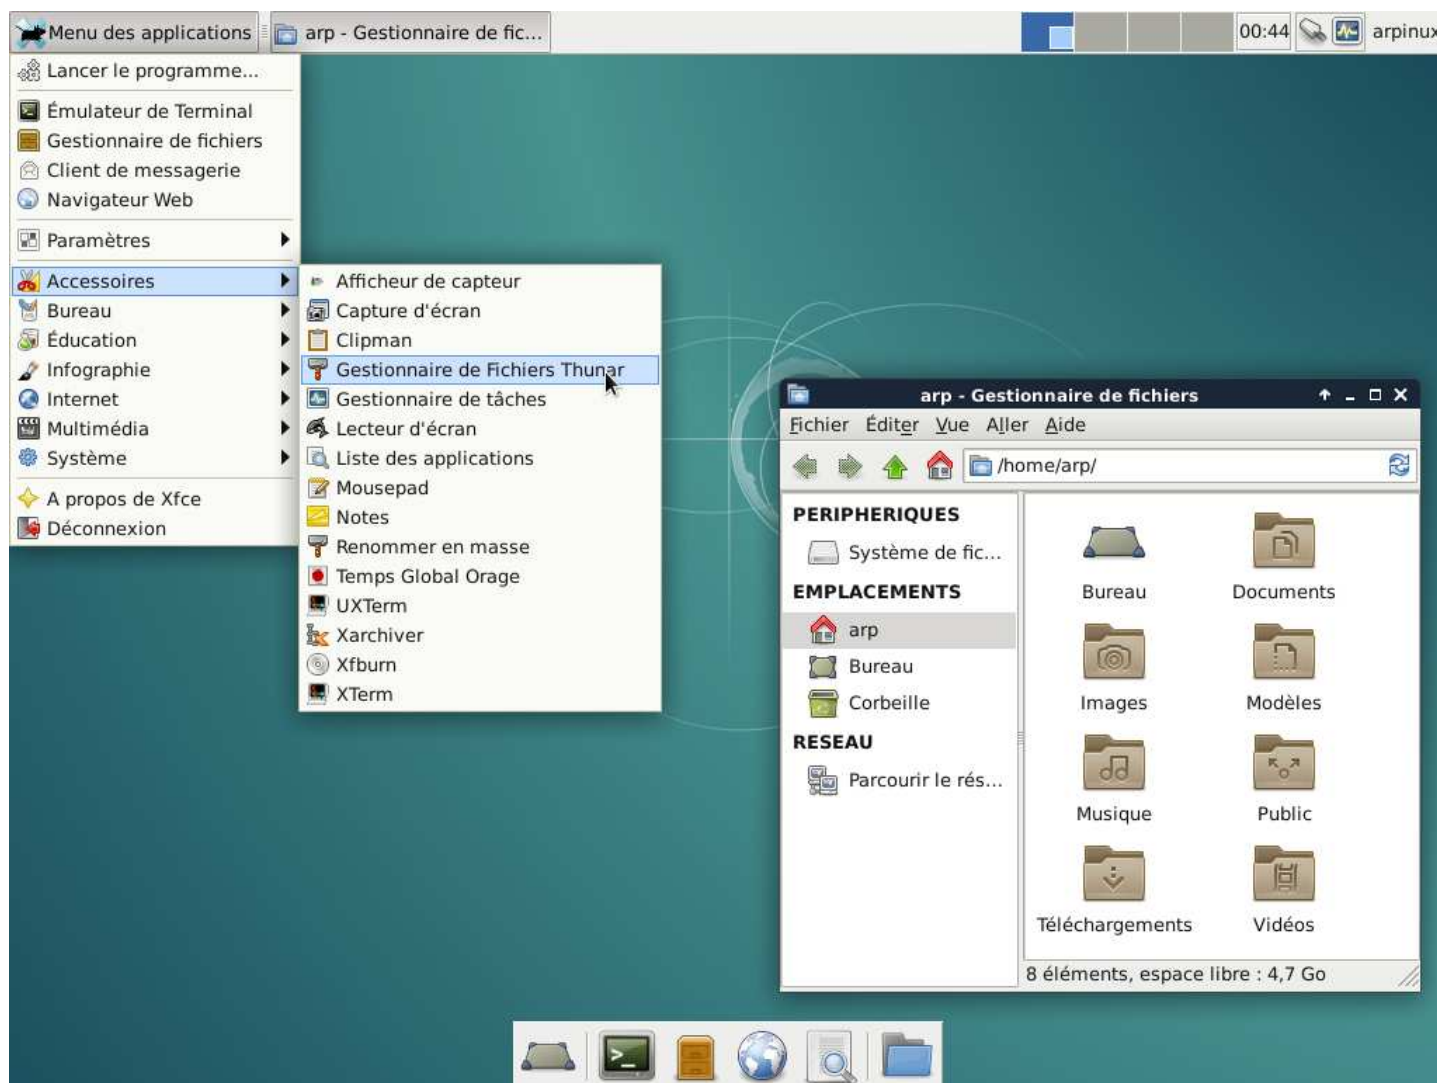 Menu des applications
arp - Gestionnaire de fic...
00:44
arpinux
Lancer le programme...
Émulateur de Terminal
Gestionnaire de fichiers
Client de messagerie
Navigateur Web
Paramètres
Accessoires
Bureau
Éducation
Infographie
Internet
Multimédia
Système
A propos de Xfce
Déconnexion
Afficheur de capteur
Capture d'écran
Clipman
Gestionnaire de Fichiers Thunar
Gestionnaire de tâches
Lecteur d'écran
Liste des applications
Mousepad
Notes
Renommer en masse
Temps Global Orage
UXTerm
Xarchiver
Xfburn
XTerm
arp - Gestionnaire de fichiers
Fichier Éditer Vue Aller Aide
/home/arp/
PERIPHERIQUES
Système de fic...
EMPLACEMENTS
arp
Bureau
Corbeille
RESEAU
Parcourir le rés...
Bureau
Documents
Images
Modèles
Musique
Public
Téléchargements
Vidéos
8 éléments, espace libre : 4,7 Go